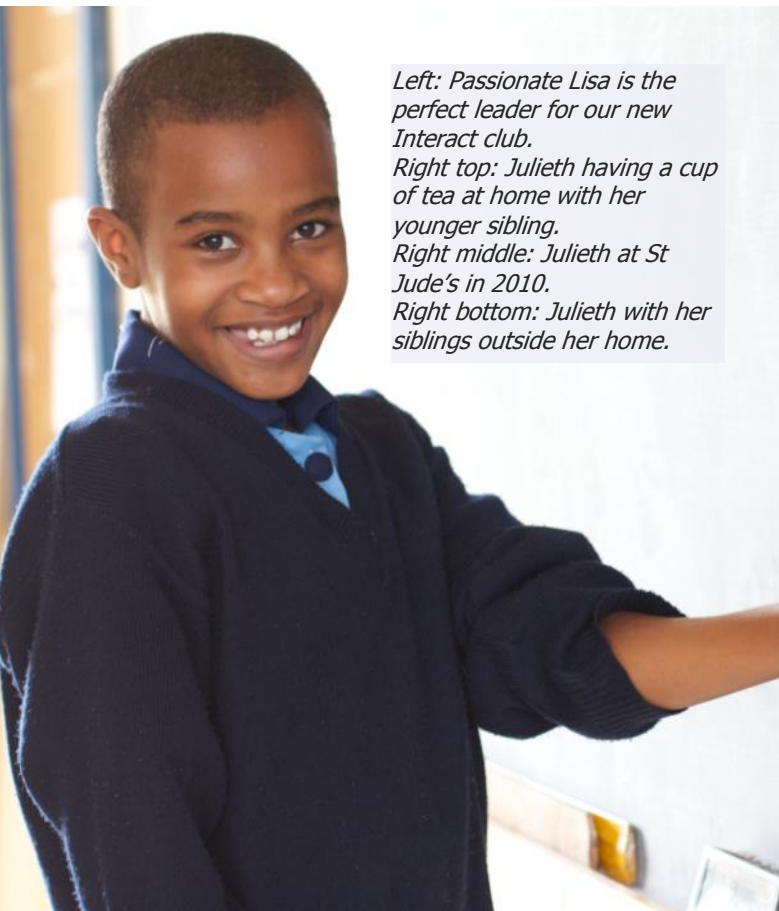 Left: Passionate Lisa is the
perfect leader for our new
Interact club.
Right top: Julieth having a cup
of tea at home with her
younger sibling.
Right middle: Julieth at St
Jude's in 2010.
Right bottom: Julieth with her
siblings outside her home.